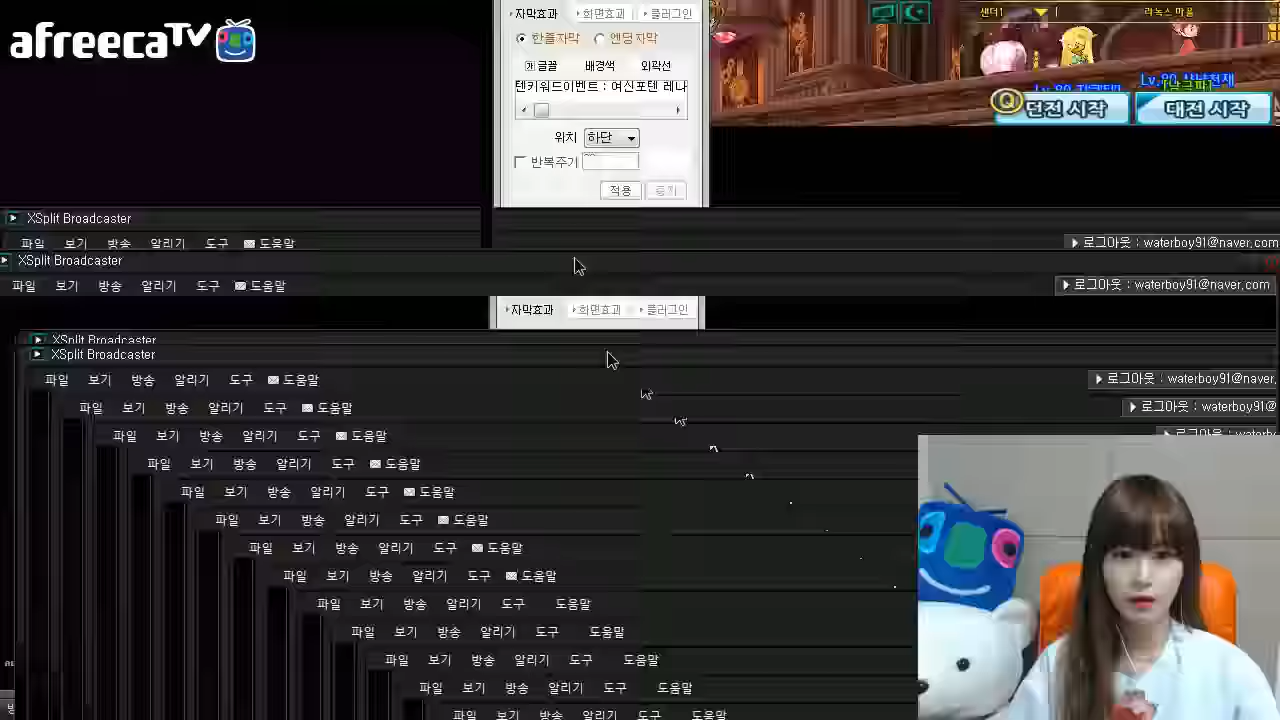 afreecaTV
자막효과 화면효과 플러그인
한줄자막 엔딩자막
가 글꼴 배경색 외곽선
텐키워드이벤트 : 여신포텐 레나
위치 하단
반복주기
적용 중지
샌더1 라녹스 마폴
던전 시작 대전 시작
XSplit Broadcaster
파일 보기 방송 알리기 도구 도움말
로그아웃 : waterboy91@naver.com
XSplit Broadcaster
파일 보기 방송 알리기 도구 도움말
로그아웃 : waterboy91@naver.com
자막효과 화면효과 플러그인
XSplit Broadcaster
XSplit Broadcaster
파일 보기 방송 알리기 도구 도움말
로그아웃 : waterboy91@naver.
파일 보기 방송 알리기 도구 도움말
로그아웃 : waterboy91@
파일 보기 방송 알리기 도구 도움말
로그아웃 : waterb
파일 보기 방송 알리기 도구 도움말
파일 보기 방송 알리기 도구 도움말
파일 보기 방송 알리기 도구 도움말
파일 보기 방송 알리기 도구 도움말
파일 보기 방송 알리기 도구 도움말
파일 보기 방송 알리기 도구 도움말
파일 보기 방송 알리기 도구 도움말
파일 보기 방송 알리기 도구 도움말
파일 보기 방송 알리기 도구 도움말
파일 보기 방송 알리기 도구 도움말